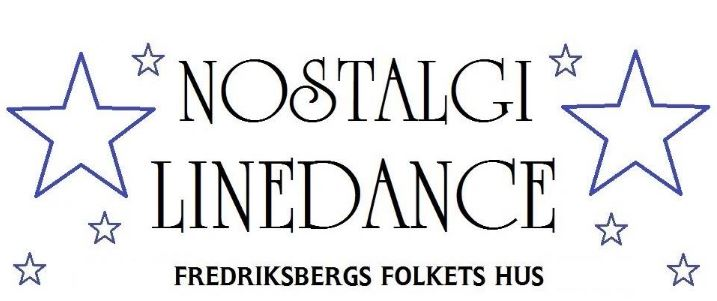 NOSTALGI
LINEDANCE
FREDRIKSBERGS FOLKETS HUS